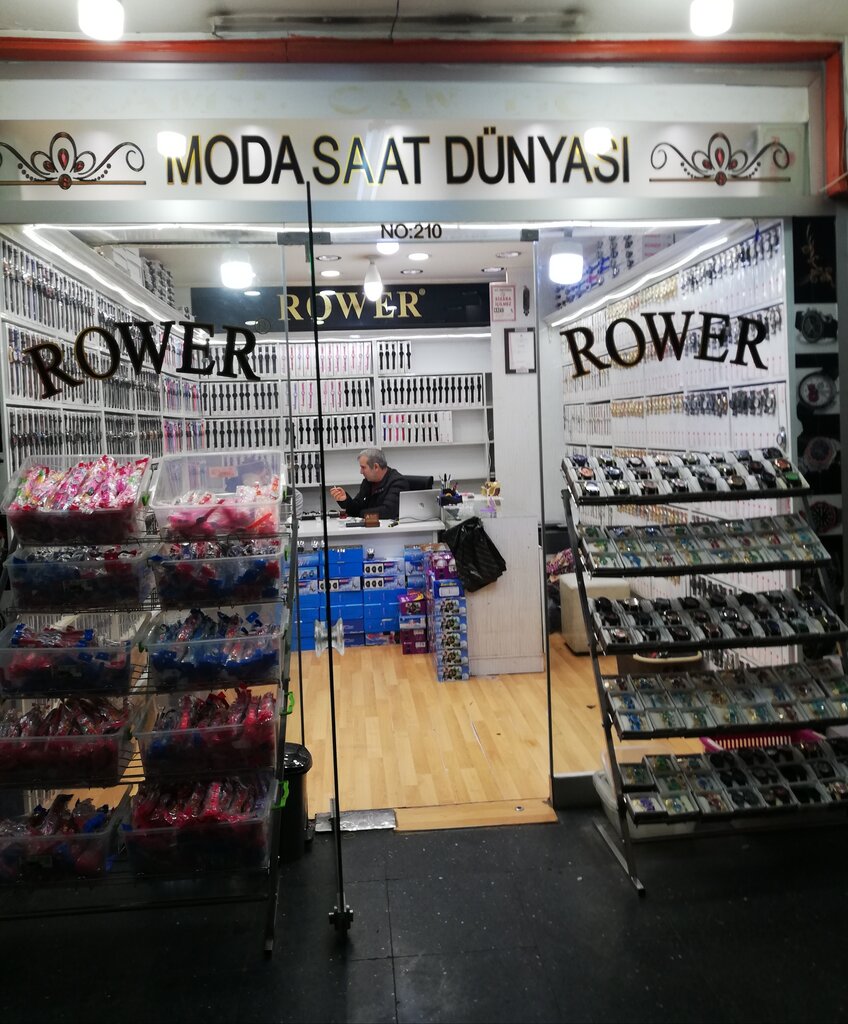 MODA SAAT DÜNYASI
NO:210
ROWER®
ROWER
ROWER